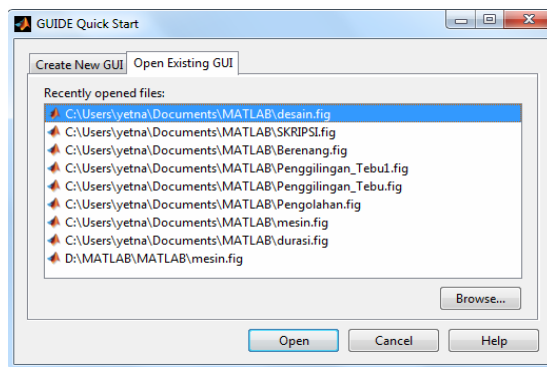 GUIDE Quick Start
Create New GUI Open Existing GUI
Recently opened files:
C:\Users\yetna\Documents\MATLAB\desain.fig
C:\Users\yetna\Documents\MATLAB\SKRIPSI.fig
C:\Users\yetna\Documents\MATLAB\Berenang.fig
C:\Users\yetna\Documents\MATLAB\Penggilingan_Tebu1.fig
C:\Users\yetna\Documents\MATLAB\Penggilingan_Tebu.fig
C:\Users\yetna\Documents\MATLAB\Pengolahan.fig
C:\Users\yetna\Documents\MATLAB\mesin.fig
C:\Users\yetna\Documents\MATLAB\durasi.fig
D:\MATLAB\MATLAB\mesin.fig
Browse...
Open Cancel Help